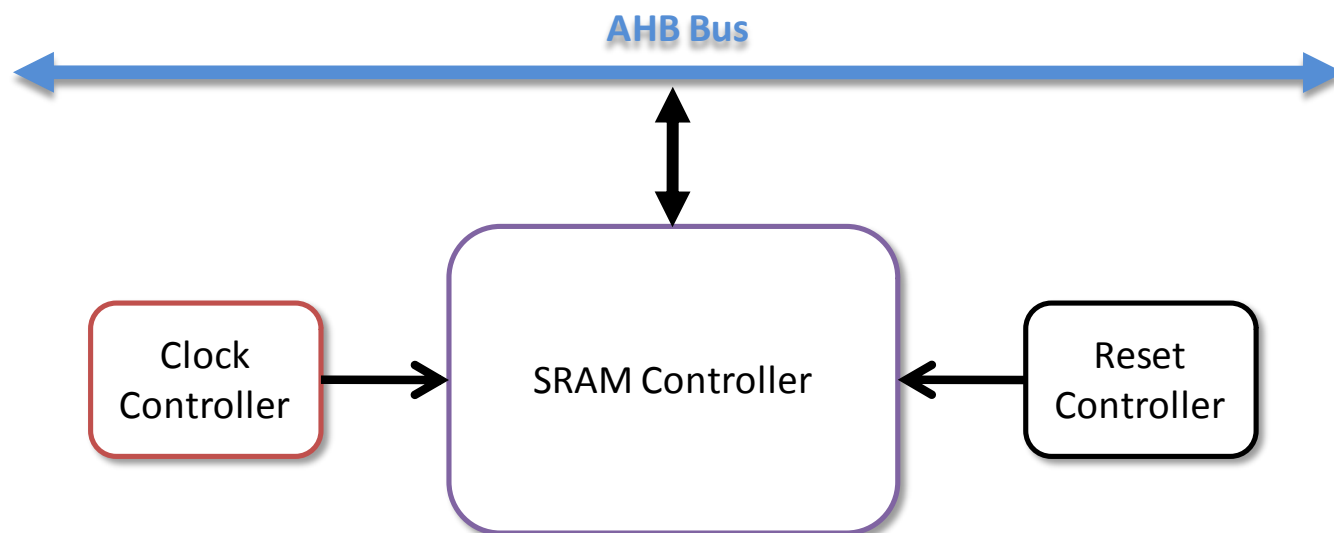 AHB Bus
Clock
Controller
SRAM Controller
Reset
Controller